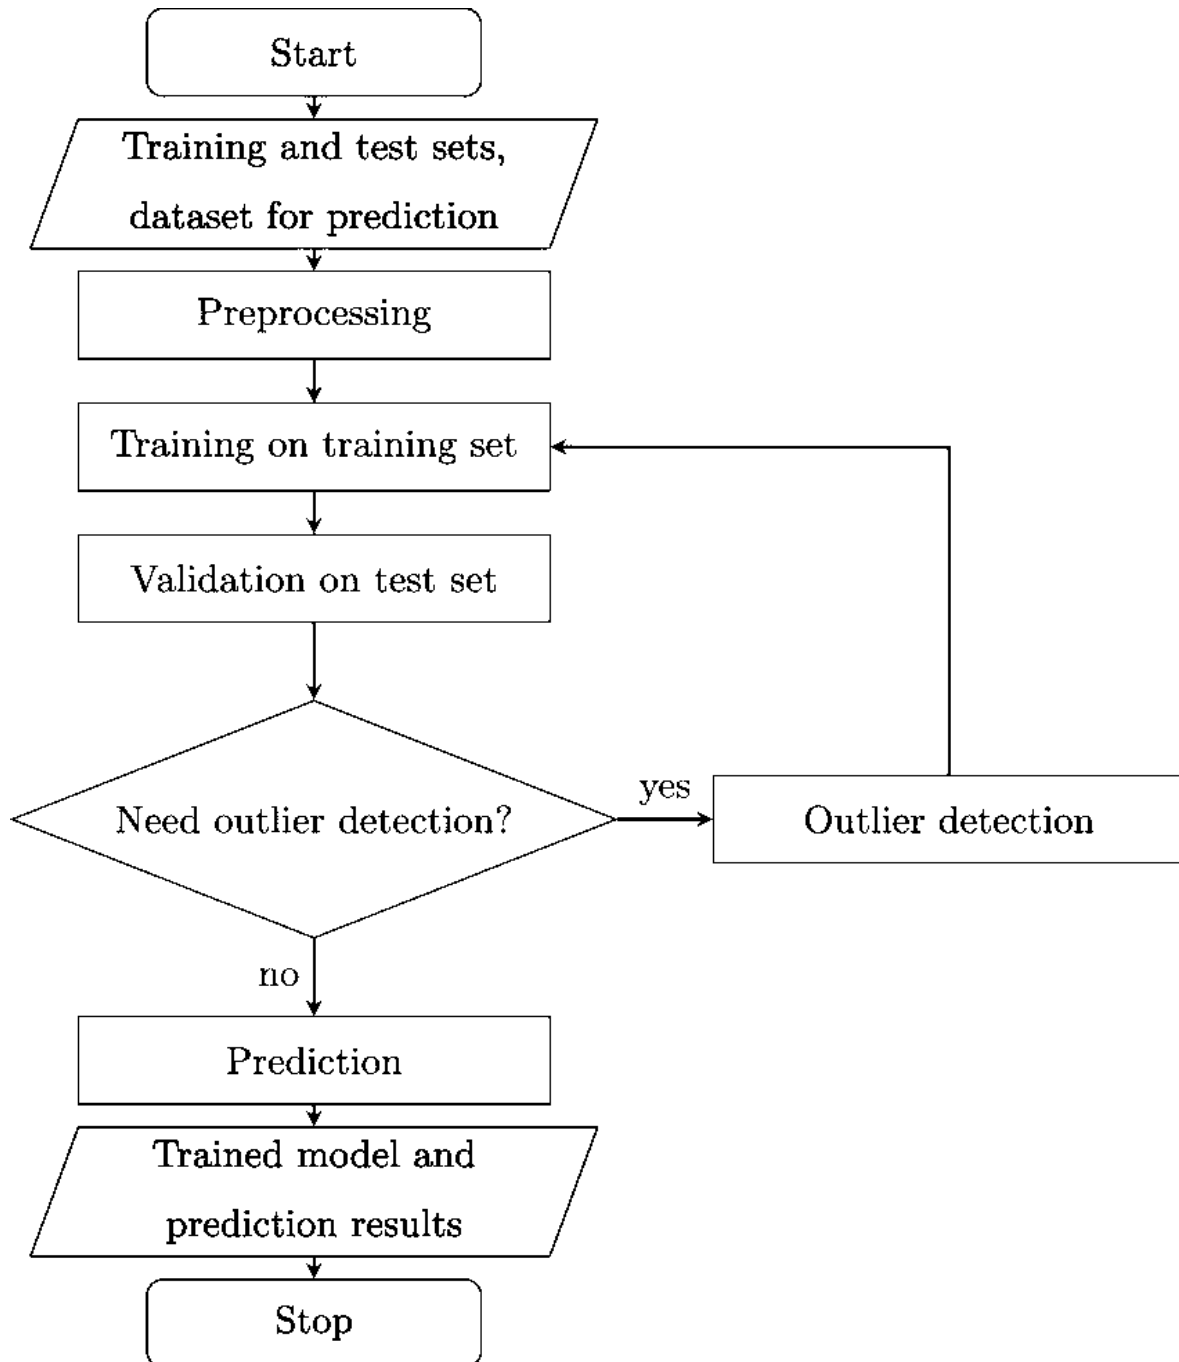 Start
Training and test sets,
dataset for prediction
Preprocessing
Training on training set
Validation on test set
Need outlier detection?
yes
Outlier detection
no
Prediction
Trained model and
prediction results
Stop